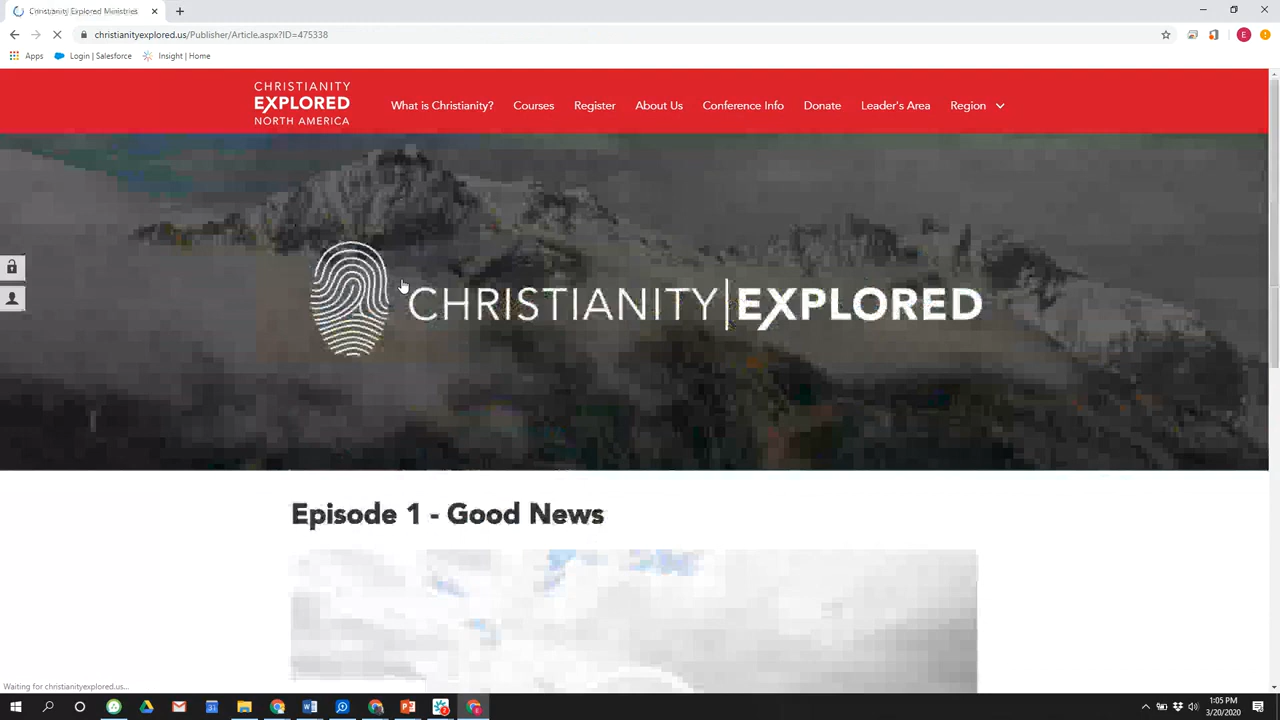 Christianity Explored Ministries
christianityexplored.us/Publisher/Article.aspx?ID=475338
E
Apps
Login | Salesforce
Insight | Home
CHRISTIANITY
EXPLORED
NORTH AMERICA
What is Christianity?
Courses
Register
About Us
Conference Info
Donate
Leader's Area
Region
CHRISTIANITY|EXPLORED
Episode 1 - Good News
Waiting for christianityexplored.us...
1:05 PM
3/20/2020